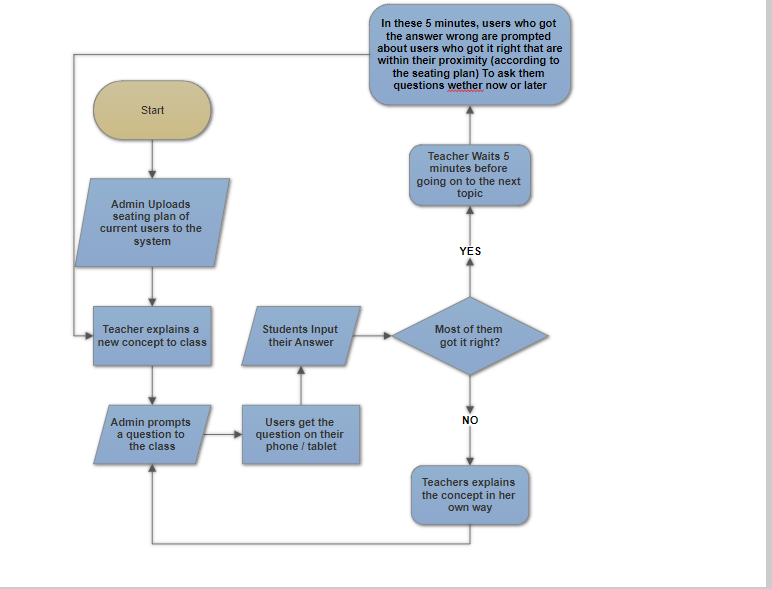 In these 5 minutes, users who got
the answer wrong are prompted
about users who got it right that are
within their proximity (according to
the seating plan) To ask them
questions wether now or later
Start
Teacher Waits 5
minutes before
going on to the next
topic
Admin Uploads
seating plan of
current users to the
system
YES
Teacher explains a
new concept to class
Students Input
their Answer
Most of them
got it right?
Admin prompts
a question to
the class
Users get the
question on their
phone / tablet
NO
Teachers explains
the concept in her
own way